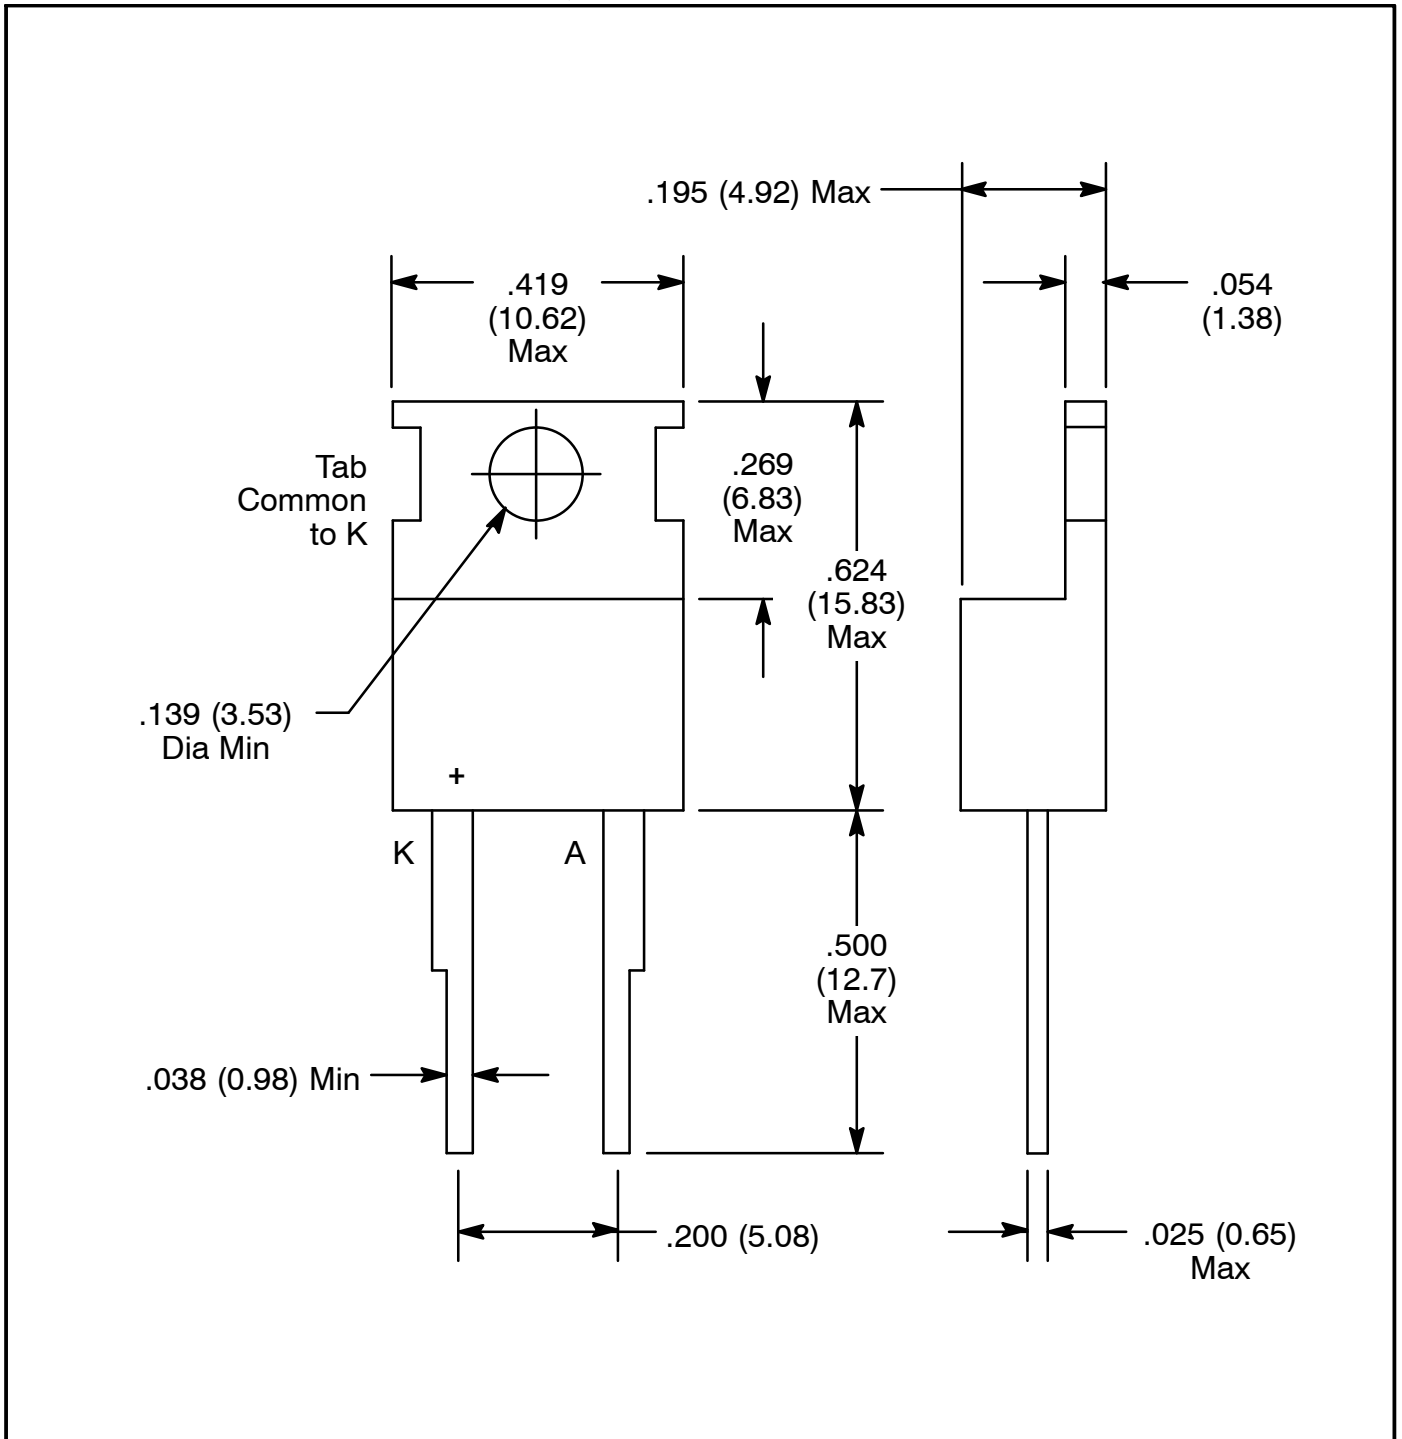 .195 (4.92) Max
.419
(10.62)
Max
.054
(1.38)
Tab
Common
to K
.269
(6.83)
Max
.624
(15.83)
Max
.139 (3.53)
Dia Min
+
K
A
.500
(12.7)
Max
.038 (0.98) Min
.200 (5.08)
.025 (0.65)
Max